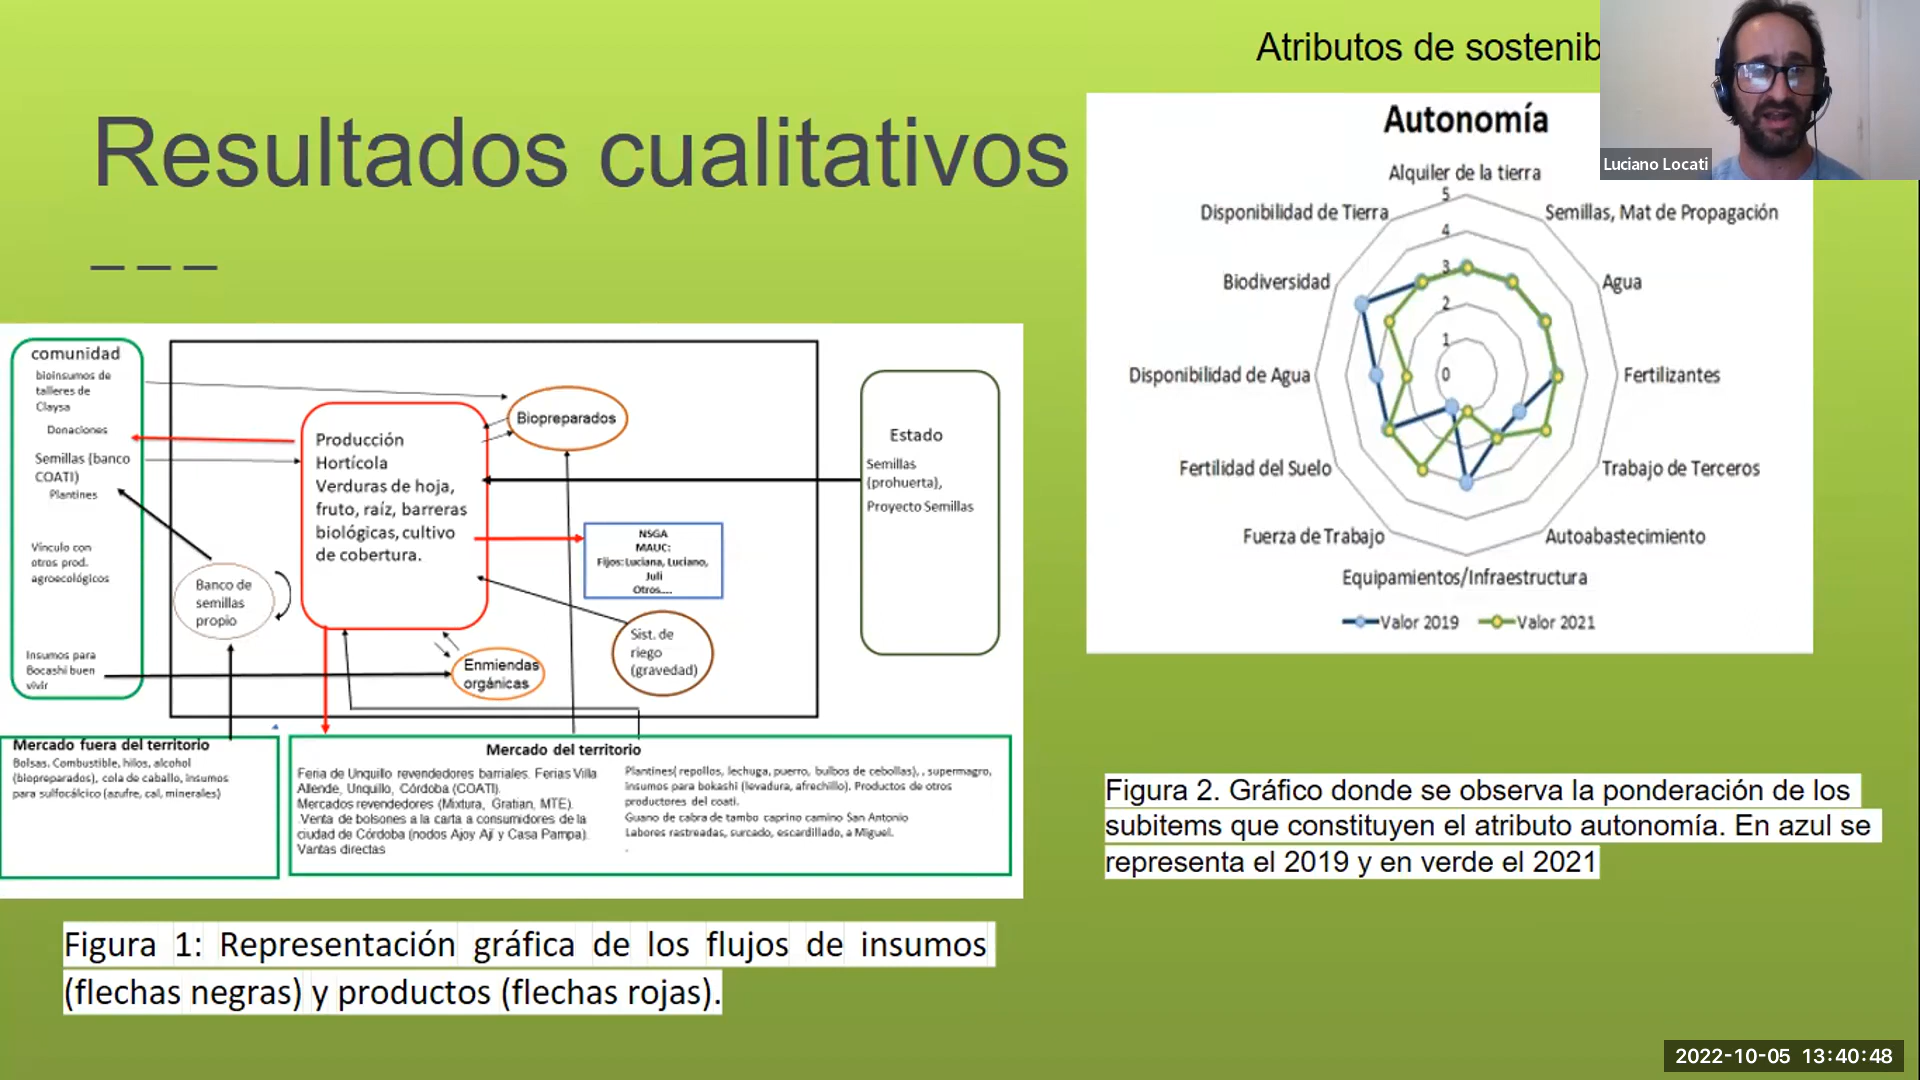 Atributos de sostenib
Resultados cualitativos
Autonomía
Luciano Locati
Alquiler de la tierra
Disponibilidad de Tierra
Semillas, Mat de Propagación
Biodiversidad
Agua
Disponibilidad de Agua
Fertilizantes
Fertilidad del Suelo
Trabajo de Terceros
Fuerza de Trabajo
Autoabastecimiento
Equipamientos/Infraestructura
5
4
3
2
1
0
Valor 2019
Valor 2021
comunidad
bioinsumos de
talleres de
Claysa
Donaciones
Semillas (banco
COATI)
Plantines
Vínculo con
otros prod.
agroecológicos
Insumos para
Bocashi buen
vivir
Producción
Hortícola
Verduras de hoja,
fruto, raíz, barreras
biológicas, cultivo
de cobertura.
Biopreparados
Estado
Semillas
(prohuerta),
Proyecto Semillas
NSGA
MAUC:
Fijos: Luciana, Luciano,
Juli
Otros....
Banco de
semillas
propio
Sist. de
riego
(gravedad)
Enmiendas
orgánicas
Mercado fuera del territorio
Bolsas. Combustible, hilos, alcohol
(biopreparados), cola de caballo, insumos
para sulfocálcico (azufre, cal, minerales)
Mercado del territorio
Feria de Unquillo revendedores barriales. Ferias Villa
Allende, Unquillo, Córdoba (COATI).
Mercados revendedores (Mixtura, Gratian, MTE).
.Venta de bolsones a la carta a consumidores de la
ciudad de Córdoba (nodos Ajoy Ají y Casa Pampa).
Vantas directas
Plantines( repollos, lechuga, puerro, bulbos de cebollas), , supermagro,
insumos para bokashi (levadura, afrechillo). Productos de otros
productores del coati.
Guano de cabra de tambo caprino camino San Antonio
Labores rastreadas, surcado, escardillado, a Miguel.
.
Figura 1: Representación gráfica de los flujos de insumos
(flechas negras) y productos (flechas rojas).
Figura 2. Gráfico donde se observa la ponderación de los
subitems que constituyen el atributo autonomía. En azul se
representa el 2019 y en verde el 2021
2022-10-05 13:40:48